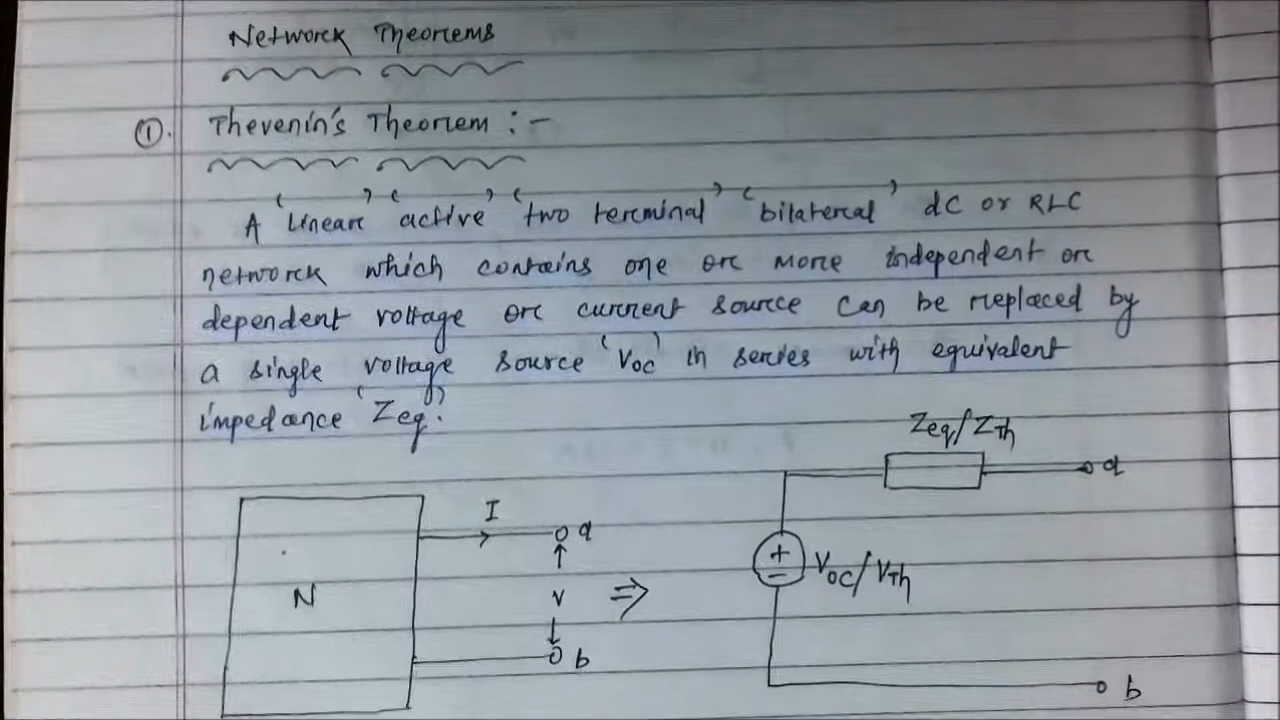 Network Theorems
①. Thevenin's Theorem :-
A 'Linear' 'active' 'two terminal' 'bilateral' dC or RLC
network which contains one or more independent or
dependent voltage or current source can be replaced by
a single voltage source 'Voc' in series with equivalent
impedance 'Zeq'.
Zeq/ZTh
a
I
a
N
V
⇒
+
-
VOC/VTh
b
b